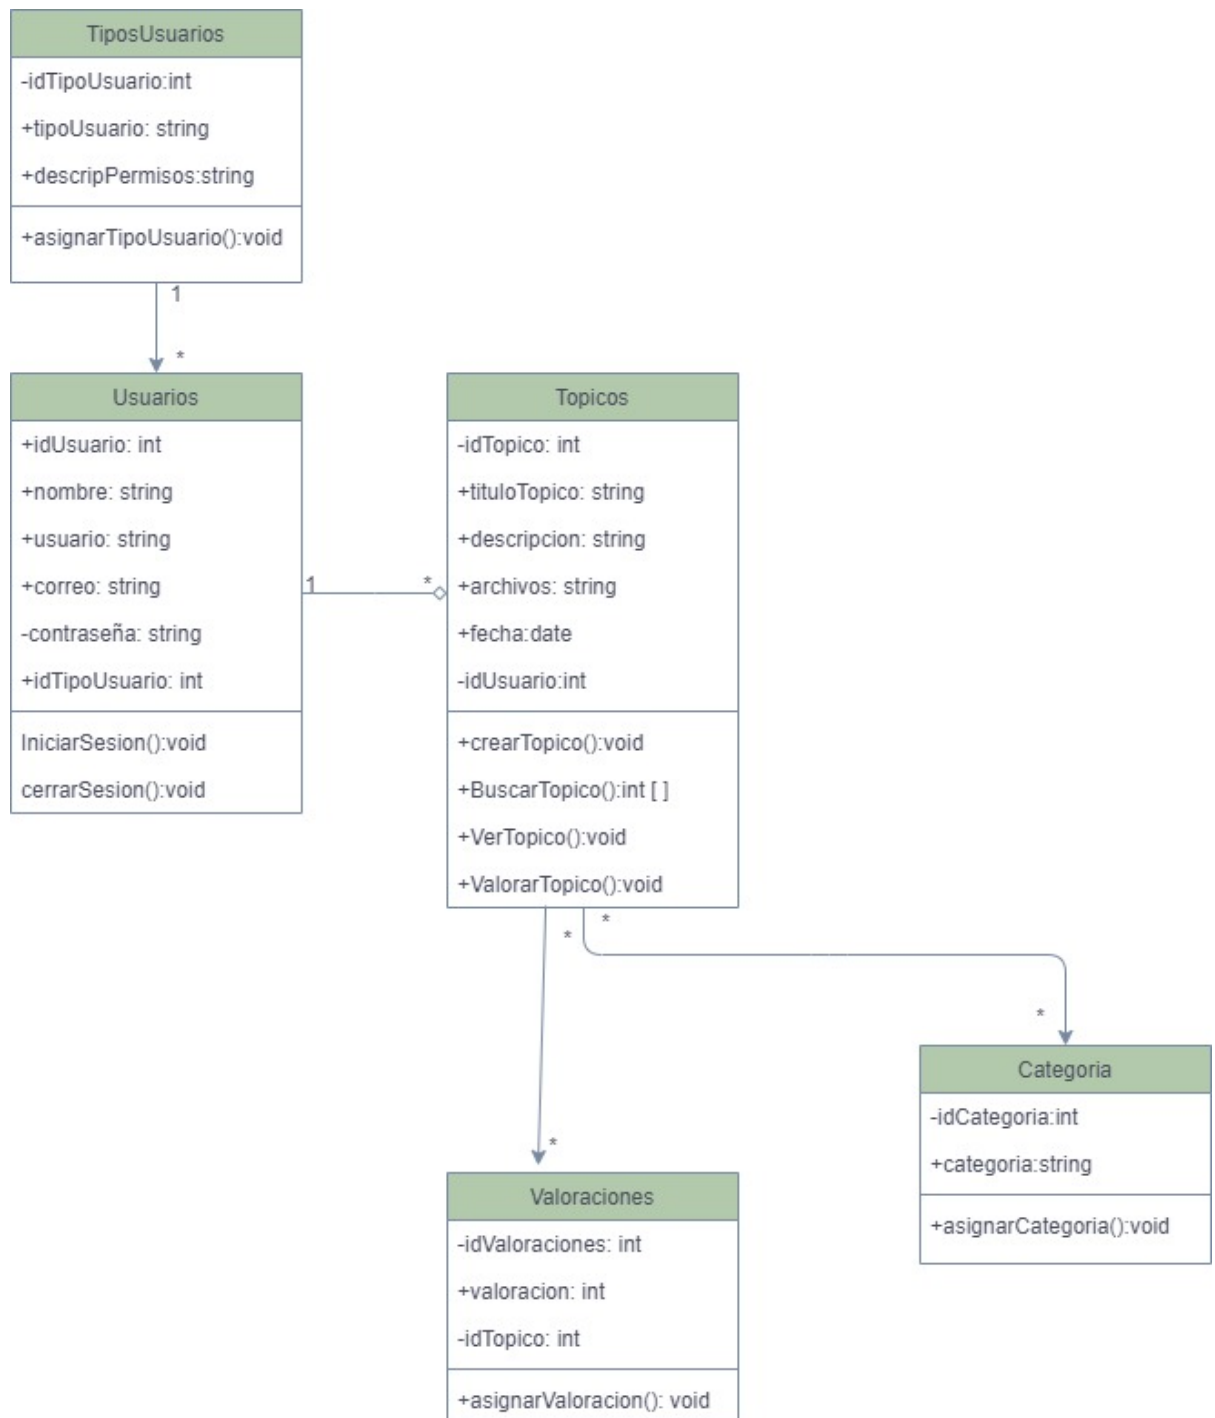 TiposUsuarios
-idTipoUsuario:int
+tipoUsuario: string
+descripPermisos:string
+asignarTipoUsuario():void
1
*
Usuarios
+idUsuario: int
+nombre: string
+usuario: string
+correo: string
-contraseña: string
+idTipoUsuario: int
IniciarSesion():void
cerrarSesion():void
1
*
Topicos
-idTopico: int
+tituloTopico: string
+descripcion: string
+archivos: string
+fecha:date
-idUsuario:int
+crearTopico():void
+BuscarTopico():int [ ]
+VerTopico():void
+ValorarTopico():void
*
*
*
Categoria
-idCategoria:int
+categoria:string
+asignarCategoria():void
*
Valoraciones
-idValoraciones: int
+valoracion: int
-idTopico: int
+asignarValoracion(): void